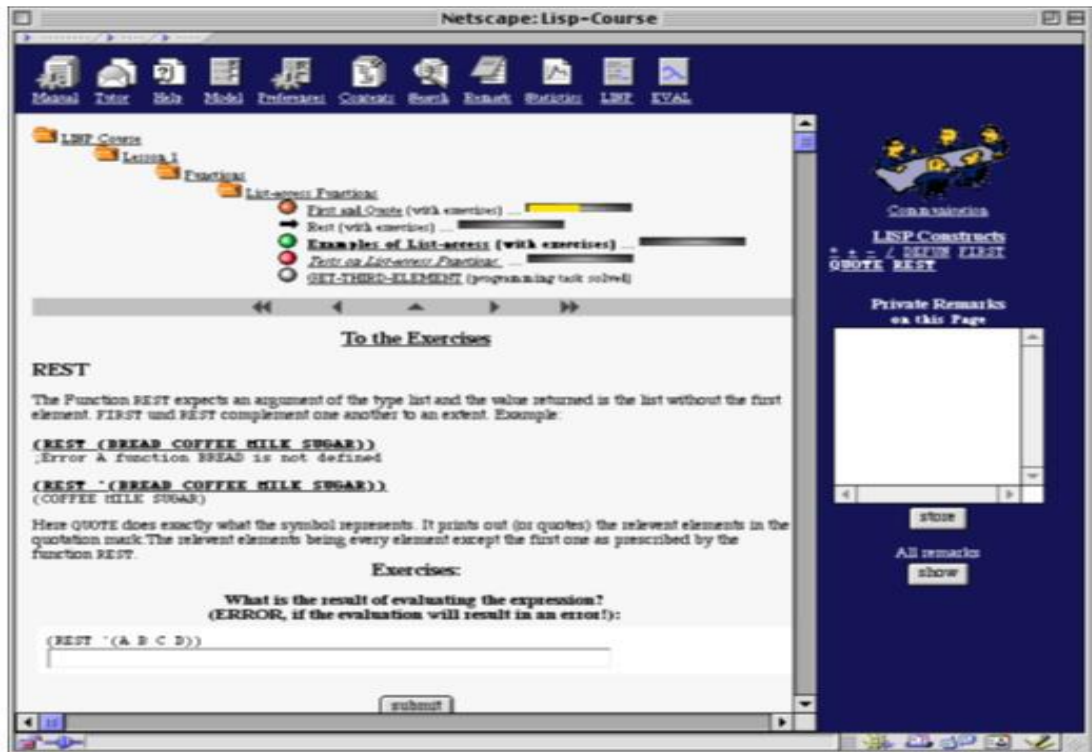 Netscape: Lisp-Course
Manual Tutor Help Model Preferences Contents Search Remark Statistics LISP EVAL
LISP Course
Lesson 1
Functions
List-access Functions
First and Quote (with exercises) ...
Rest (with exercises) ...
Examples of List-access (with exercises) ...
Tests on List-access Functions ...
GET-THIRD-ELEMENT (programming task solved)
To the Exercises
REST
The Function REST expects an argument of the type list and the value returned is the list without the first
element. FIRST und REST complement one another to an extent. Example:
(REST (BREAD COFFEE MILK SUGAR))
;Error A function BREAD is not defined
(REST '(BREAD COFFEE MILK SUGAR))
(COFFEE MILK SUGAR)
Here QUOTE does exactly what the symbol represents. It prints out (or quotes) the relevent elements in the
quotation mark.The relevent elements being every element except the first one as prescribed by the
function REST.
Exercises:
What is the result of evaluating the expression?
(ERROR, if the evaluation will result in an error!):
(REST '(A B C D))
submit
Communication
LISP Constructs
* + - / DEFUN FIRST
QUOTE REST
Private Remarks
on this Page
store
All remarks
show